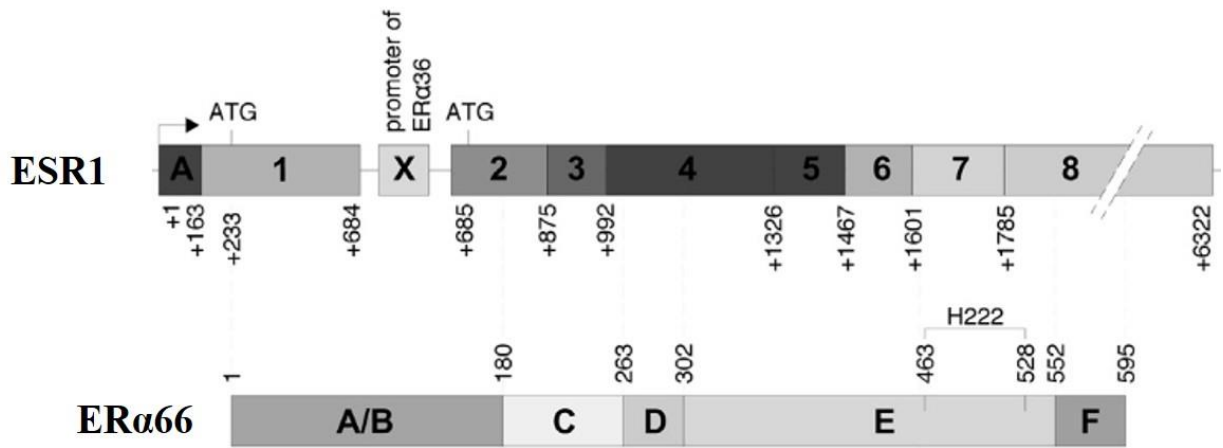 promoter of
ERα36
ATG
ATG
ESR1
A 1 X 2 3 4 5 6 7 8
+1 +163 +233 +684 +685 +875 +992 +1326 +1467 +1601 +1785 +6322
H222
1 180 263 302 463 528 552 595
ERα66
A/B C D E F